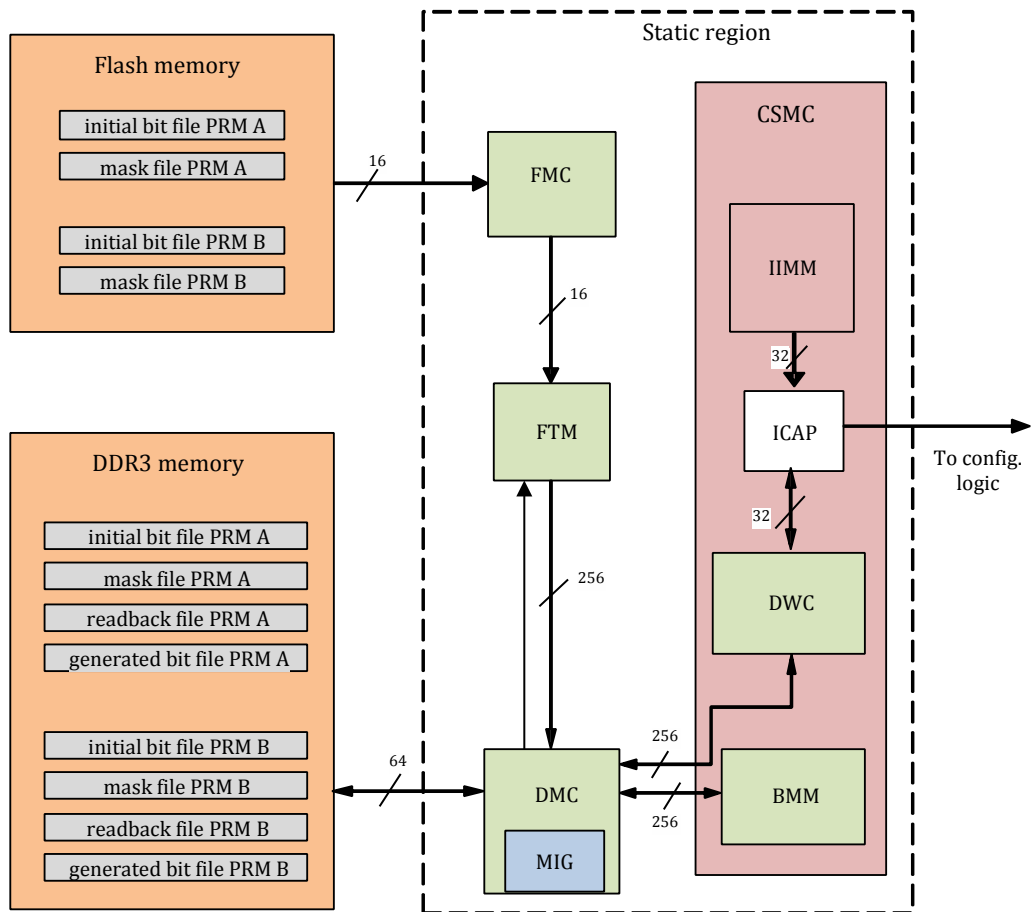 Static region
Flash memory
initial bit file PRM A
mask file PRM A
initial bit file PRM B
mask file PRM B
16
FMC
16
FTM
256
CSMC
IIMM
32
ICAP
To config.
logic
32
DWC
DDR3 memory
initial bit file PRM A
mask file PRM A
readback file PRM A
generated bit file PRM A
initial bit file PRM B
mask file PRM B
readback file PRM B
generated bit file PRM B
64
DMC
MIG
256
256
BMM